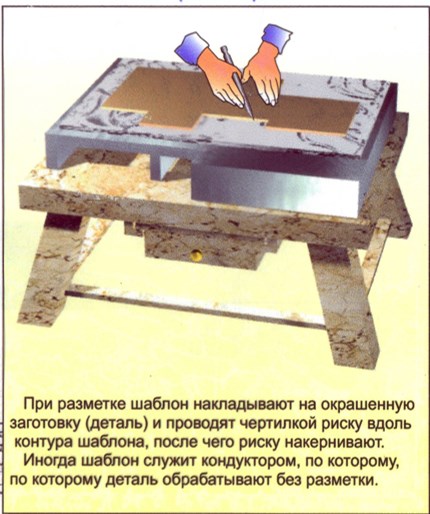 При разметке шаблон накладывают на окрашенную
заготовку (деталь) и проводят чертилкой риску вдоль
контура шаблона, после чего риску накернивают.
Иногда шаблон служит кондуктором, по которому,
по которому деталь обрабатывают без разметки.